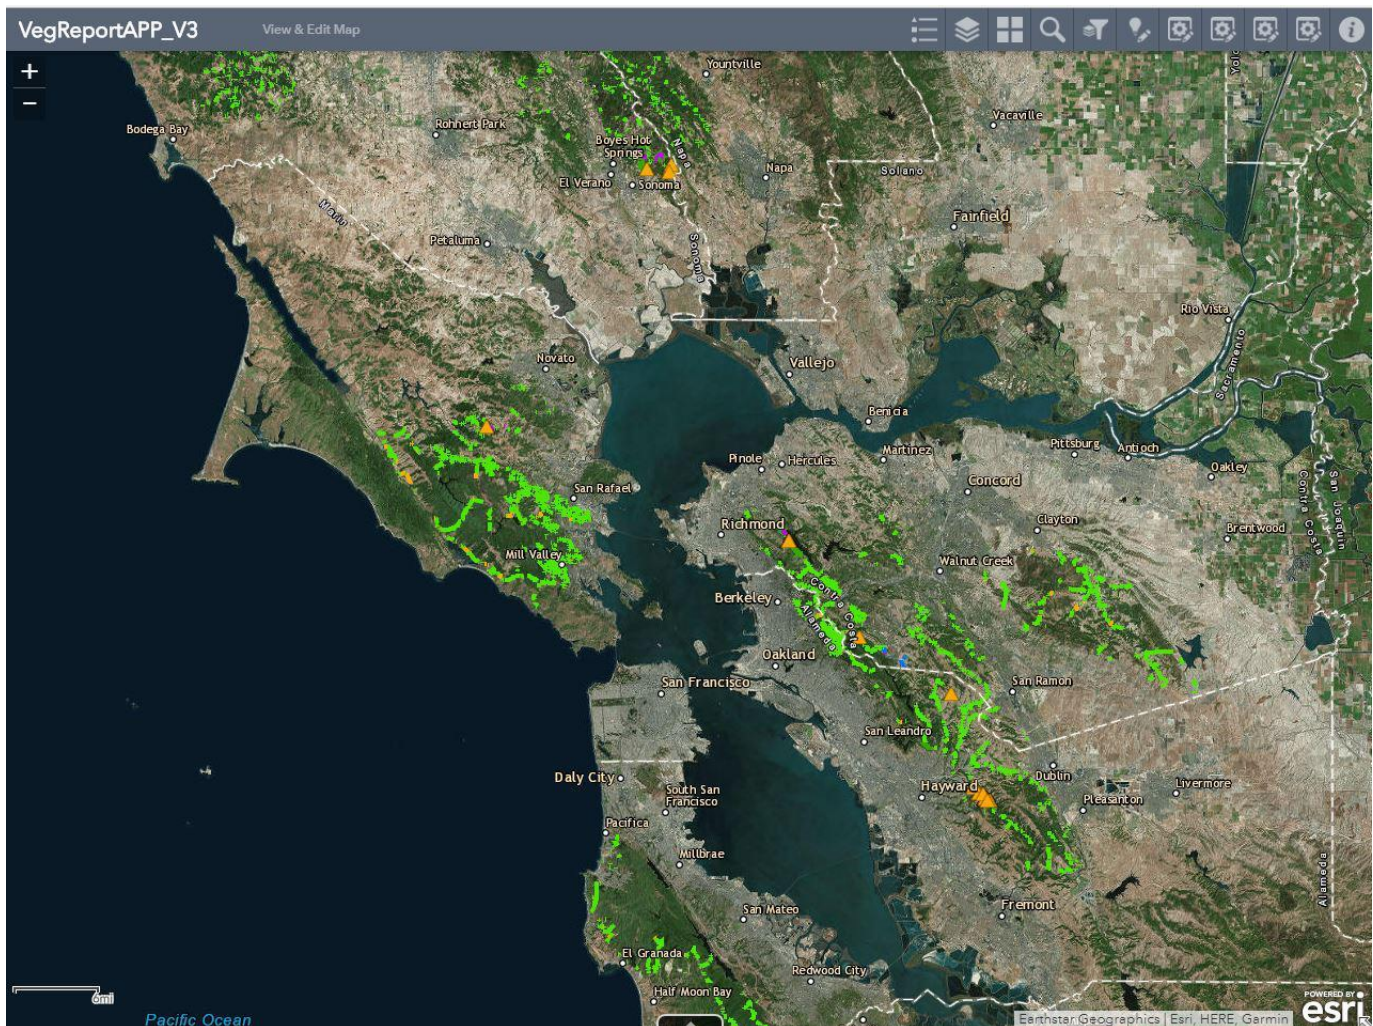 VegReportAPP_V3
View & Edit Map
+
−
Yountville
Yolo
Vacaville
Bodega Bay
Rohnert Park
Boyes Hot
Springs
Napa
El Verano
Sonoma
Napa
Solano
Marin
Fairfield
Petaluma
Sonoma
Rio Vista
Sacramento
Novato
Vallejo
Benicia
Pittsburg
Antioch
Martinez
Pinole
Hercules
Oakley
Concord
San Rafael
Contra Costa
San Joaquin
Richmond
Clayton
Brentwood
Mill Valley
Walnut Creek
Berkeley
Contra Costa
Alameda
Oakland
San Francisco
San Ramon
San Leandro
Daly City
Dublin
Hayward
Livermore
South San
Francisco
Pleasanton
Pacifica
Millbrae
Alameda
San Mateo
Fremont
El Granada
Redwood City
Half Moon Bay
6mi
Pacific Ocean
POWERED BY
esri
Earthstar Geographics | Esri, HERE, Garmin